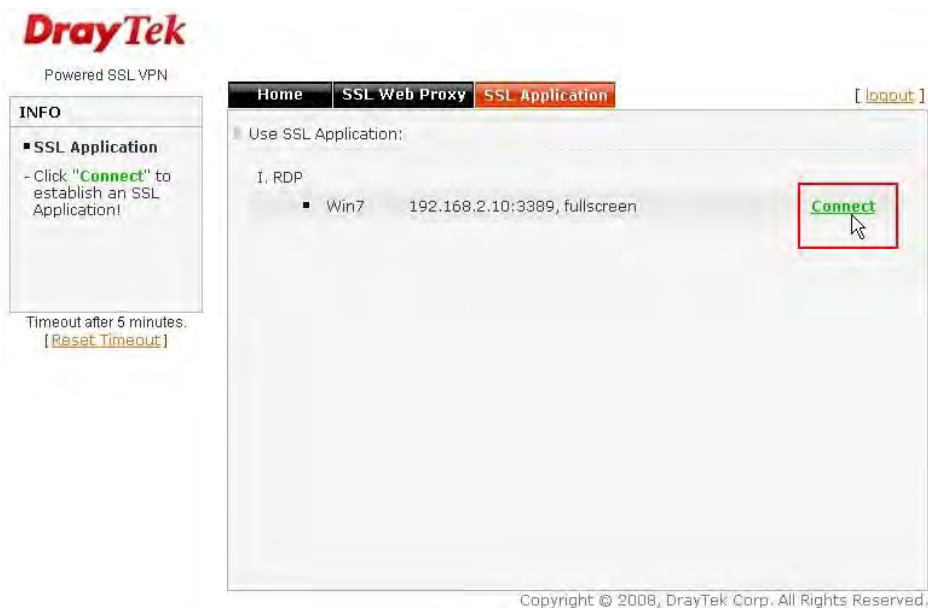 DrayTek
Powered SSL VPN
INFO
SSL Application
- Click "Connect" to
establish an SSL
Application!
Timeout after 5 minutes.
[ Reset Timeout ]
Home SSL Web Proxy SSL Application [ logout ]
Use SSL Application:
I. RDP
Win7 192.168.2.10:3389, fullscreen Connect
Copyright © 2008, DrayTek Corp. All Rights Reserved.